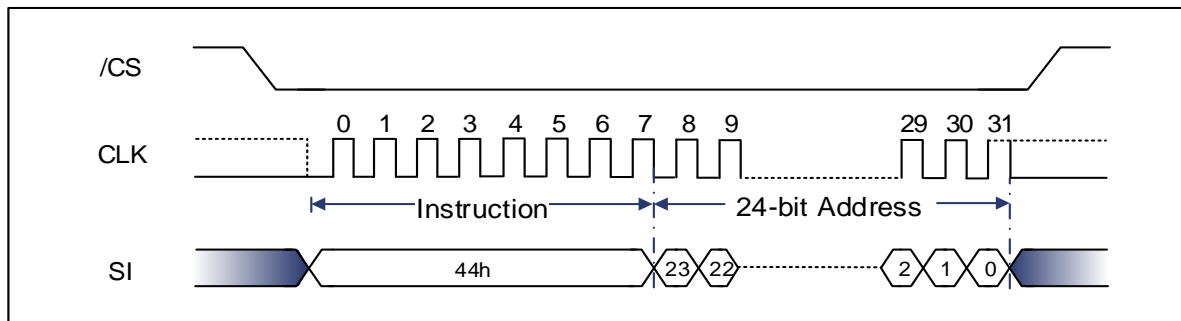 /CS
0 1 2 3 4 5 6 7 8 9 29 30 31
CLK
Instruction 24-bit Address
SI 44h 23 22 2 1 0